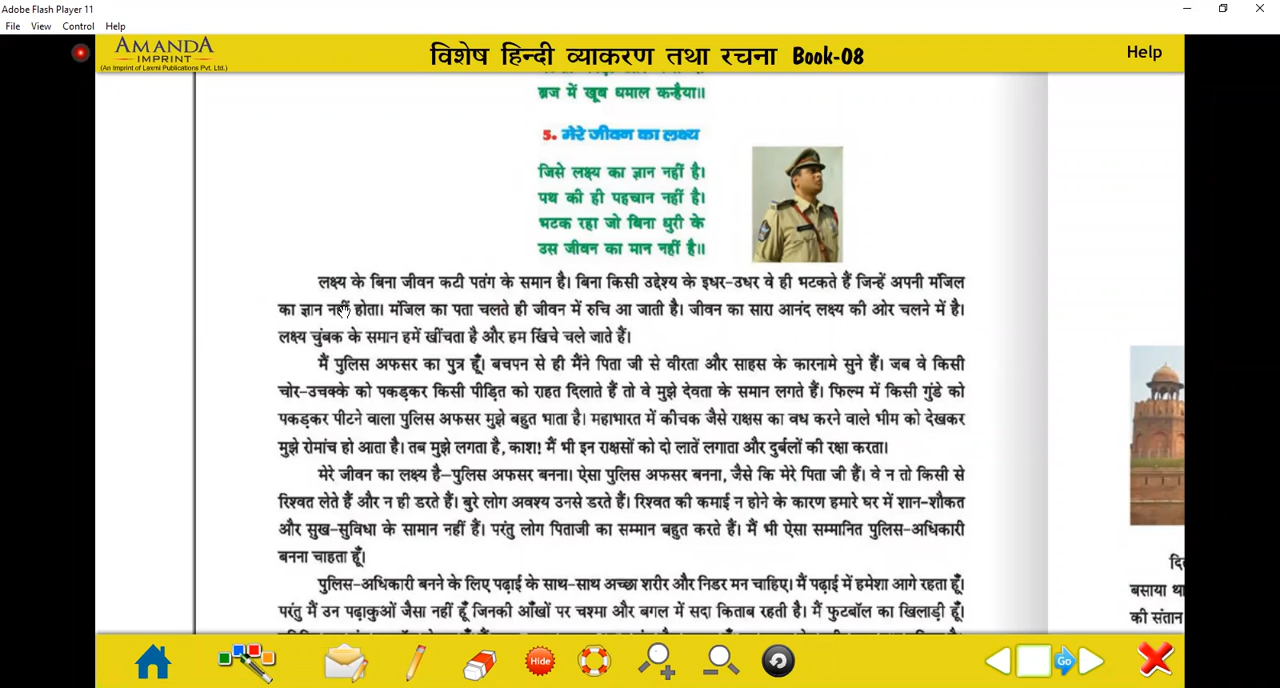 Adobe Flash Player 11
File View Control Help
AMANDA
IMPRINT
(An Imprint of Laxmi Publications Pvt. Ltd.)
विशेष हिन्दी व्याकरण तथा रचना Book-08
Help
ब्रज में खूब धमाल कन्हैया॥
5. मेरे जीवन का लक्ष्य
जिसे लक्ष्य का ज्ञान नहीं है।
पथ की ही पहचान नहीं है।
भटक रहा जो बिना धुरी के
उस जीवन का मान नहीं है॥
लक्ष्य के बिना जीवन कटी पतंग के समान है। बिना किसी उद्देश्य के इधर-उधर वे ही भटकते हैं जिन्हें अपनी मंजिल
का ज्ञान नहीं होता। मंजिल का पता चलते ही जीवन में रुचि आ जाती है। जीवन का सारा आनंद लक्ष्य की ओर चलने में है।
लक्ष्य चुंबक के समान हमें खींचता है और हम खिंचे चले जाते हैं।
मैं पुलिस अफसर का पुत्र हूँ। बचपन से ही मैंने पिता जी से वीरता और साहस के कारनामे सुने हैं। जब वे किसी
चोर-उचक्के को पकड़कर किसी पीड़ित को राहत दिलाते हैं तो वे मुझे देवता के समान लगते हैं। फिल्म में किसी गुंडे को
पकड़कर पीटने वाला पुलिस अफसर मुझे बहुत भाता है। महाभारत में कीचक जैसे राक्षस का वध करने वाले भीम को देखकर
मुझे रोमांच हो आता है। तब मुझे लगता है, काश! मैं भी इन राक्षसों को दो लातें लगाता और दुर्बलों की रक्षा करता।
मेरे जीवन का लक्ष्य है-पुलिस अफसर बनना। ऐसा पुलिस अफसर बनना, जैसे कि मेरे पिता जी हैं। वे न तो किसी से
रिश्वत लेते हैं और न ही डरते हैं। बुरे लोग अवश्य उनसे डरते हैं। रिश्वत की कमाई न होने के कारण हमारे घर में शान-शौकत
और सुख-सुविधा के सामान नहीं हैं। परंतु लोग पिताजी का सम्मान बहुत करते हैं। मैं भी ऐसा सम्मानित पुलिस-अधिकारी
बनना चाहता हूँ।
पुलिस-अधिकारी बनने के लिए पढ़ाई के साथ-साथ अच्छा शरीर और निडर मन चाहिए। मैं पढ़ाई में हमेशा आगे रहता हूँ।
परंतु मैं उन पढ़ाकुओं जैसा नहीं हूँ जिनकी आँखों पर चश्मा और बगल में सदा किताब रहती है। मैं फुटबॉल का खिलाड़ी हूँ।
दि
बसाया था
की संतान
Hide
Go